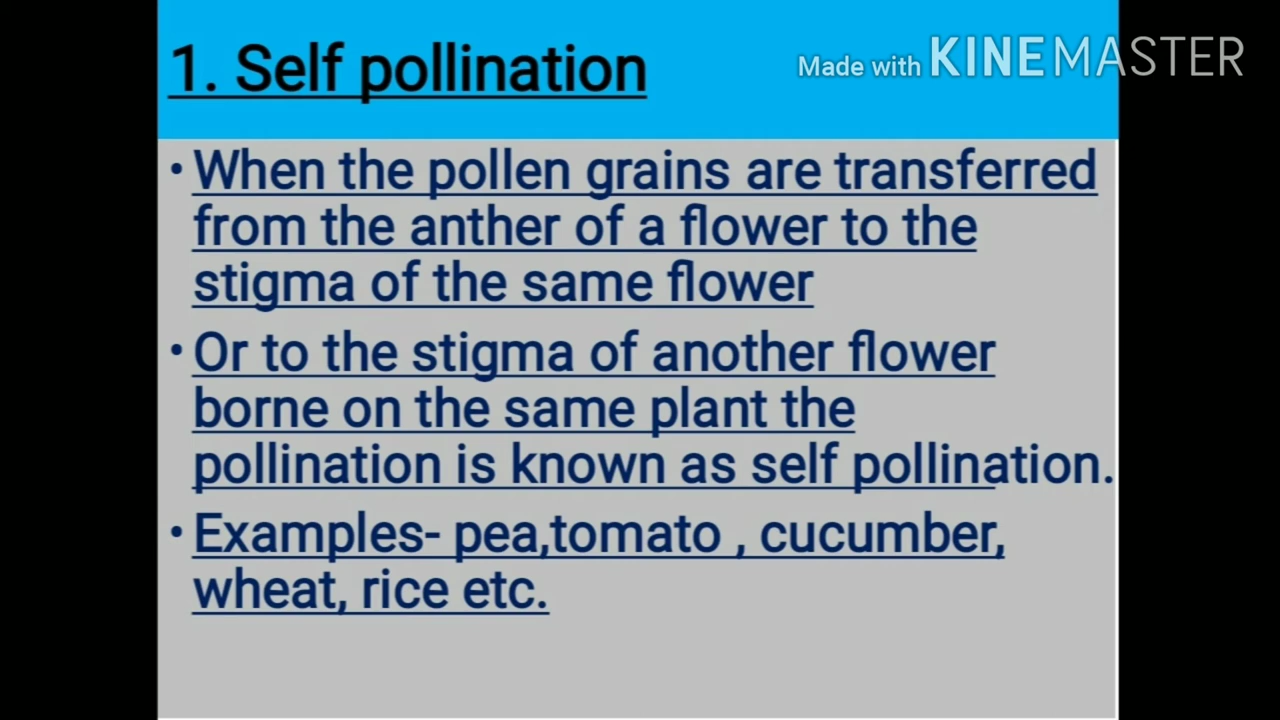 1. Self pollination
Made with KINEMASTER
• When the pollen grains are transferred
from the anther of a flower to the
stigma of the same flower
• Or to the stigma of another flower
borne on the same plant the
pollination is known as self pollination.
• Examples- pea,tomato , cucumber,
wheat, rice etc.